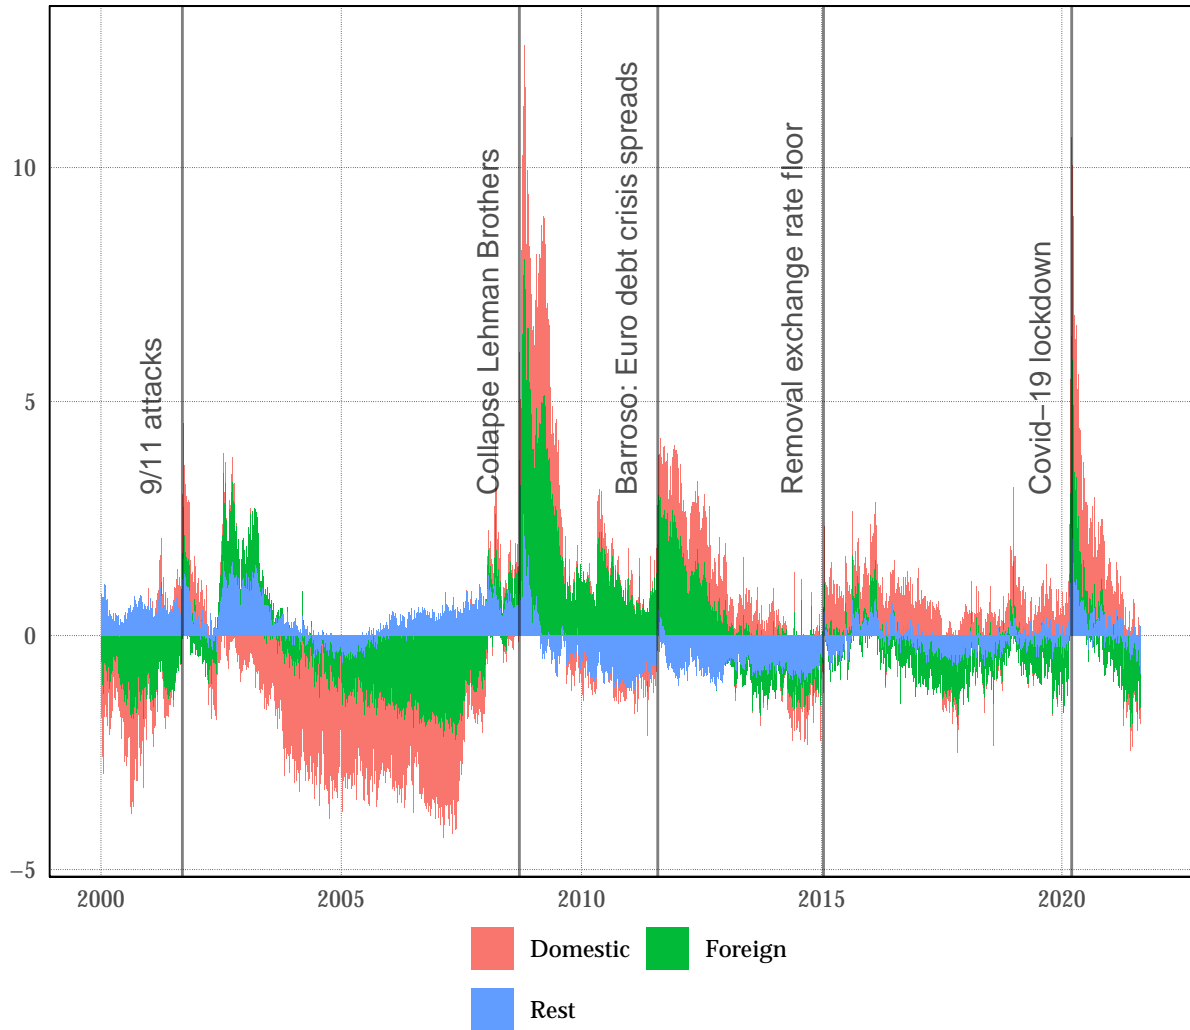 10
5
0
−5
9/11 attacks
Collapse Lehman Brothers
Barroso: Euro debt crisis spreads
Removal exchange rate floor
Covid−19 lockdown
2000 2005 2010 2015 2020
Domestic Foreign
Rest